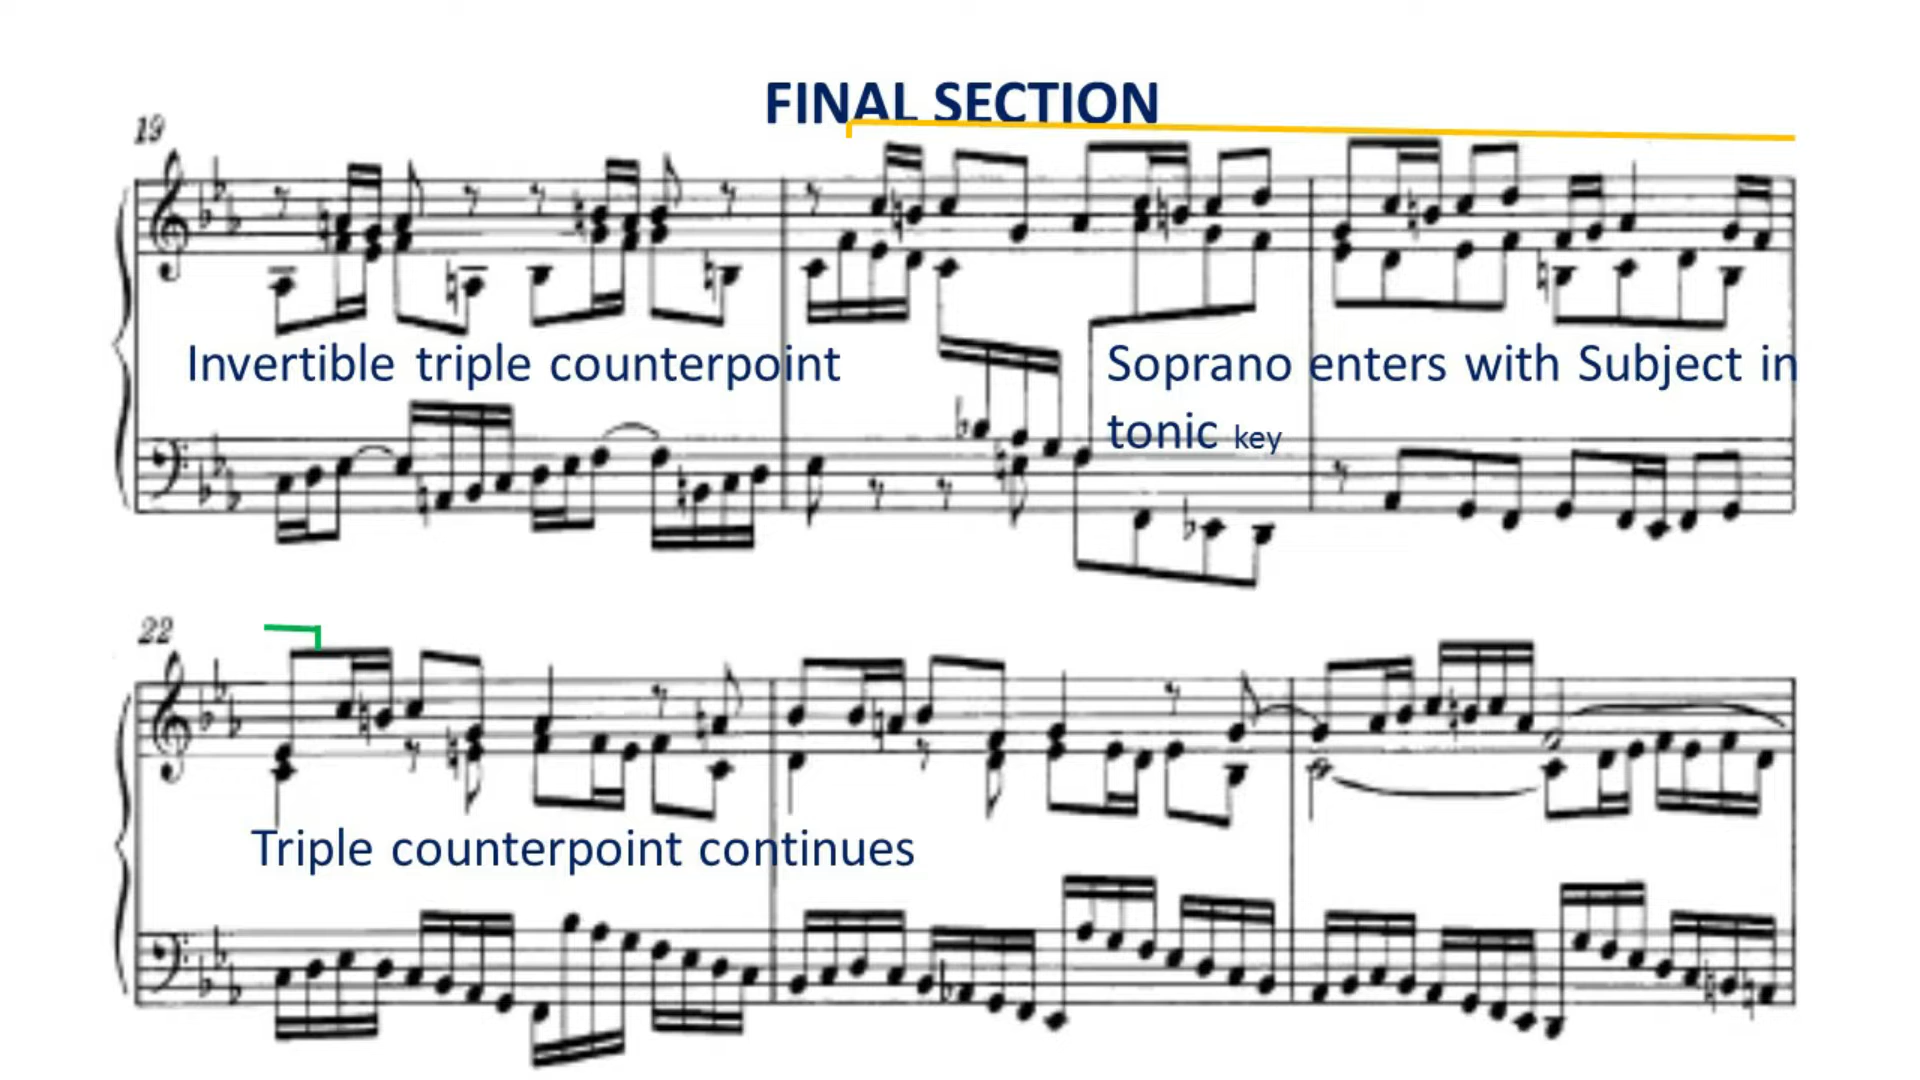 FINAL SECTION
19
Invertible triple counterpoint
Soprano enters with Subject in
tonic key
22
Triple counterpoint continues